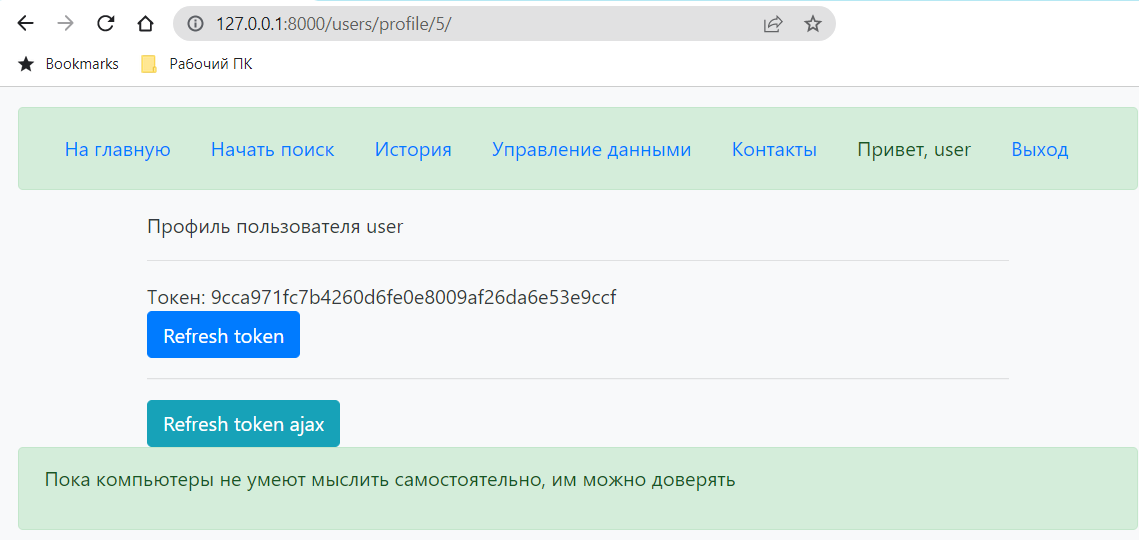 127.0.0.1:8000/users/profile/5/
Bookmarks Рабочий ПК
На главную Начать поиск История Управление данными Контакты Привет, user Выход
Профиль пользователя user
Токен: 9cca971fc7b4260d6fe0e8009af26da6e53e9ccf
Refresh token
Refresh token ajax
Пока компьютеры не умеют мыслить самостоятельно, им можно доверять